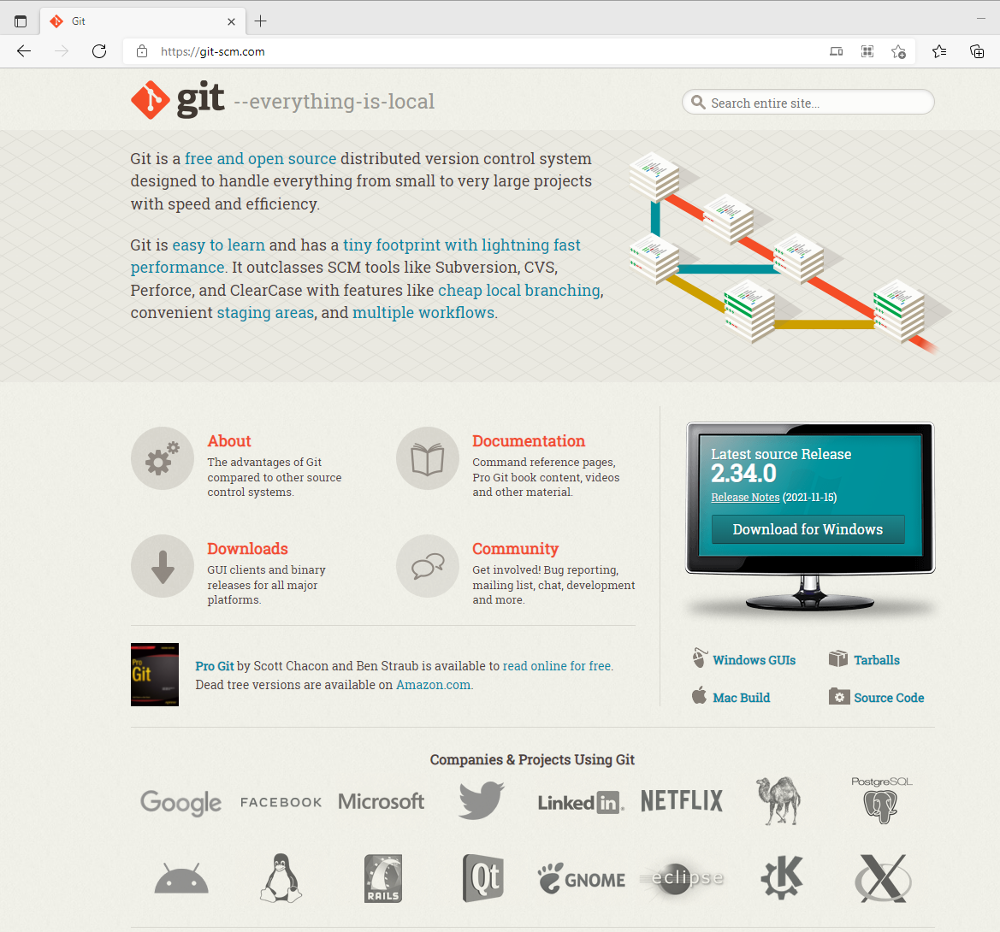 Git
https://git-scm.com
git --everything-is-local
Search entire site...
Git is a free and open source distributed version control system
designed to handle everything from small to very large projects
with speed and efficiency.
Git is easy to learn and has a tiny footprint with lightning fast
performance. It outclasses SCM tools like Subversion, CVS,
Perforce, and ClearCase with features like cheap local branching,
convenient staging areas, and multiple workflows.
About
The advantages of Git
compared to other source
control systems.
Documentation
Command reference pages,
Pro Git book content, videos
and other material.
Downloads
GUI clients and binary
releases for all major
platforms.
Community
Get involved! Bug reporting,
mailing list, chat, development
and more.
Pro
Git
Pro Git by Scott Chacon and Ben Straub is available to read online for free.
Dead tree versions are available on Amazon.com.
Latest source Release
2.34.0
Release Notes (2021-11-15)
Download for Windows
Windows GUIs
Tarballs
Mac Build
Source Code
Companies & Projects Using Git
Google FACEBOOK Microsoft Linked in NETFLIX PostgreSQL
RAILS Qt GNOME eclipse K X